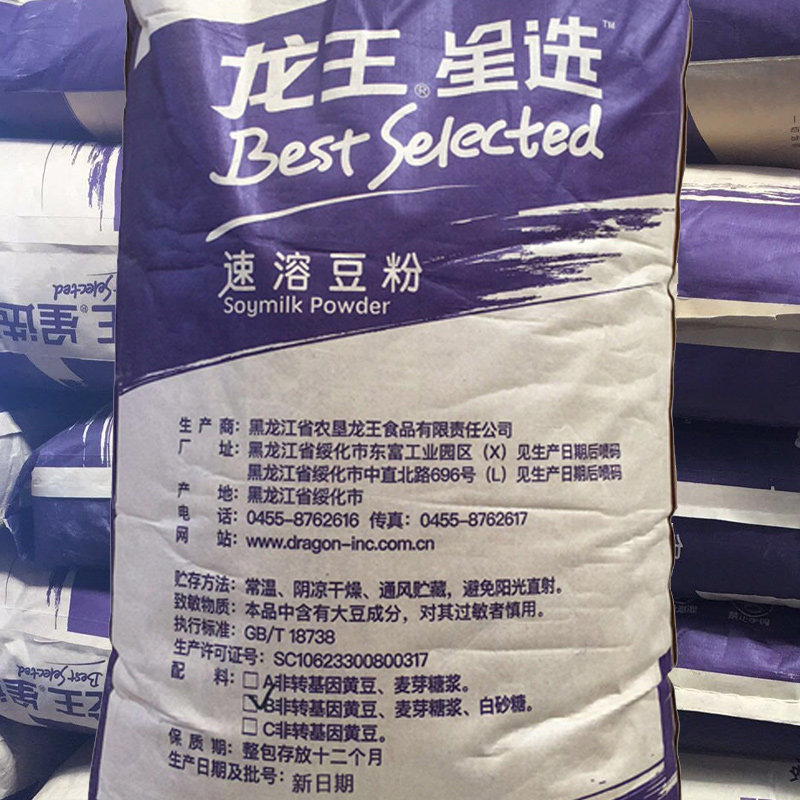 龙王®星选™
Best Selected
速溶豆粉
Soymilk Powder
生产商：黑龙江省农垦龙王食品有限责任公司
厂址：黑龙江省绥化市东富工业园区（X）见生产日期后喷码
黑龙江省绥化市中直北路696号（L）见生产日期后喷码
产地：黑龙江省绥化市
电话：0455-8762616 传真：0455-8762617
网站：www.dragon-inc.com.cn
贮存方法：常温、阴凉干燥、通风贮藏，避免阳光直射。
致敏物质：本品中含有大豆成分，对其过敏者慎用。
执行标准：GB/T 18738
生产许可证号：SC10623300800317
配料：□A非转基因黄豆、麦芽糖浆。
☑B非转基因黄豆、麦芽糖浆、白砂糖。
□C非转基因黄豆。
保质期：整包存放十二个月
生产日期及批号：新日期
王®星选
Selected
王®星选
Best Selected